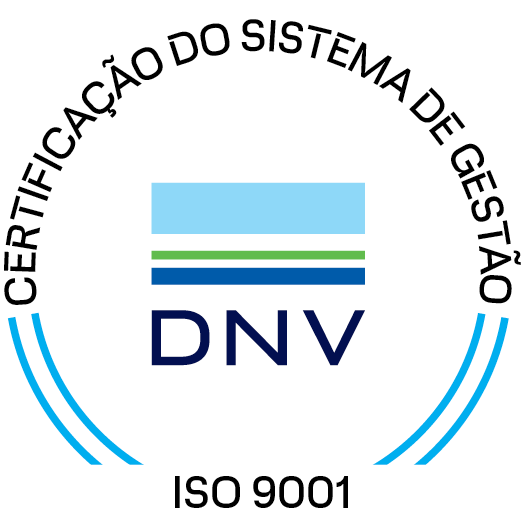 CERTIFICAÇÃO DO SISTEMA DE GESTÃO
DNV
ISO 9001